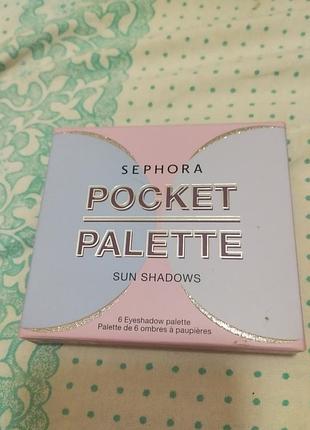 SEPHORA
POCKET
PALETTE
SUN SHADOWS
6 Eyeshadow palette
Palette de 6 ombres à paupières